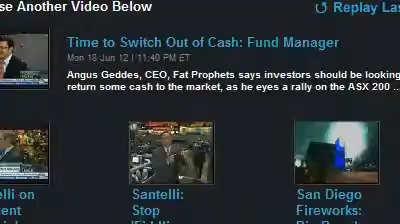 se Another Video Below
Replay Las
Time to Switch Out of Cash: Fund Manager
Mon 18 Jun 12 | 11:40 PM ET
Angus Geddes, CEO, Fat Prophets says investors should be looking
return some cash to the market, as he eyes a rally on the ASX 200 ...
elli on
ent
Santelli:
Stop
San Diego
Fireworks: